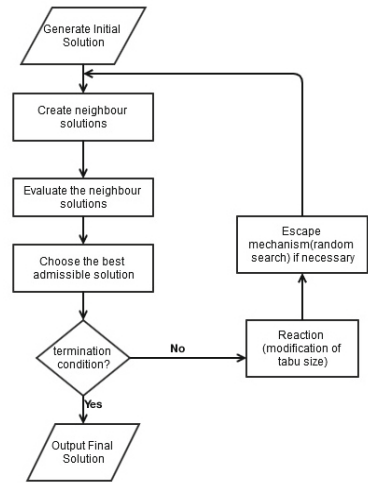 Generate Initial
Solution
Create neighbour
solutions
Evaluate the neighbour
solutions
Choose the best
admissible solution
termination
condition?
No
Reaction
(modification of
tabu size)
Escape
mechanism(random
search) if necessary
Yes
Output Final
Solution